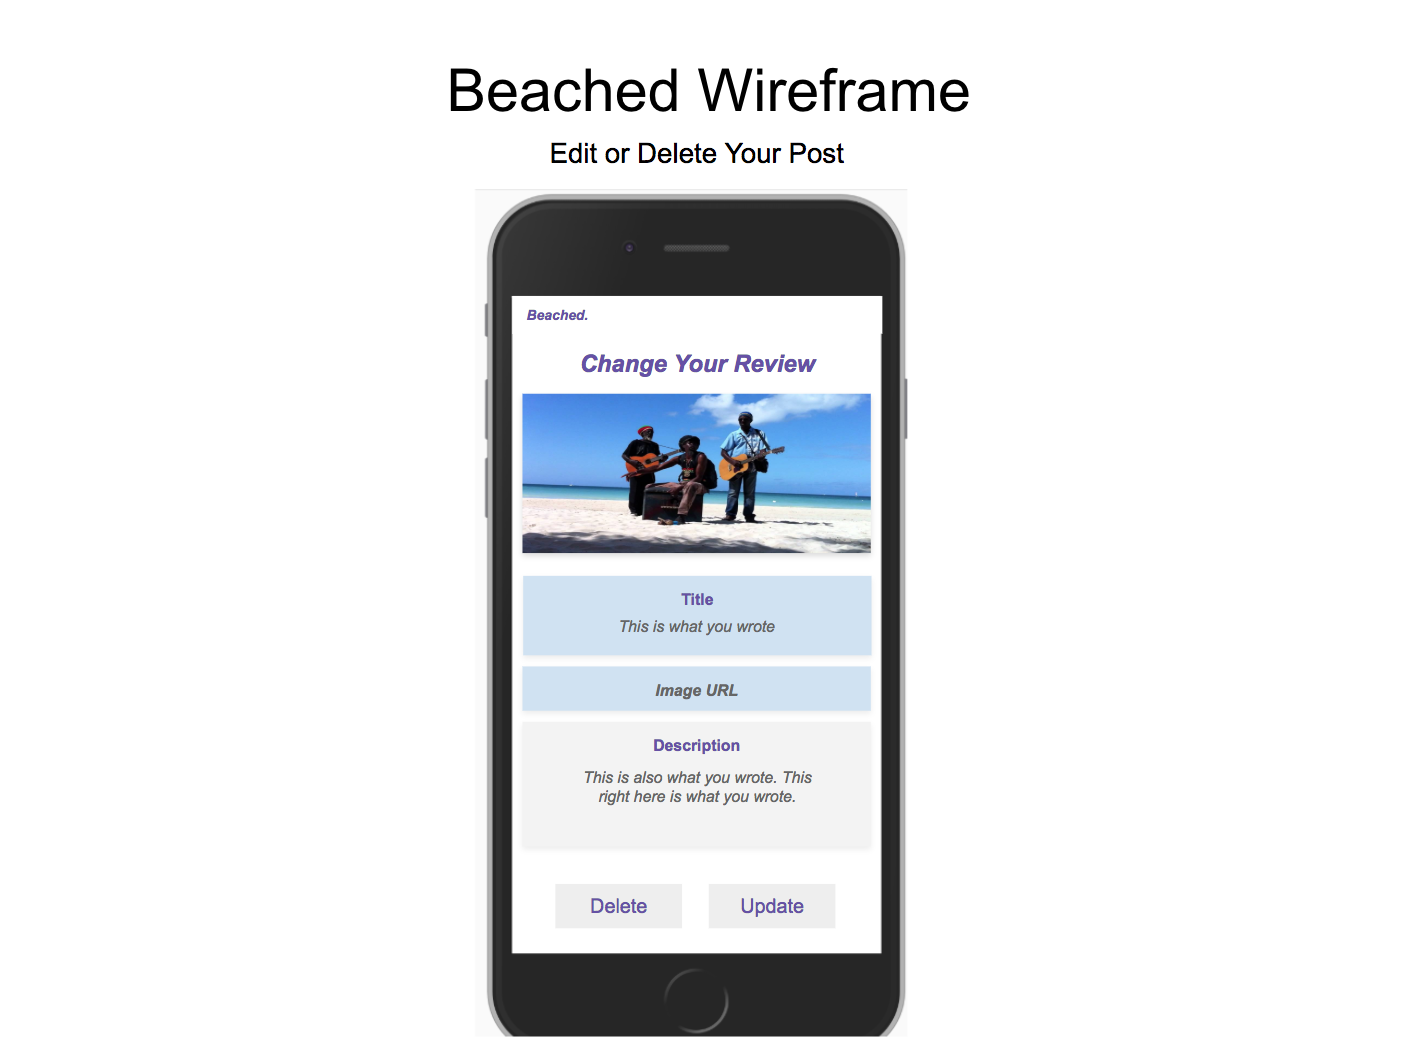 Beached Wireframe
Edit or Delete Your Post
Beached.
Change Your Review
Title
This is what you wrote
Image URL
Description
This is also what you wrote. This
right here is what you wrote.
Delete
Update